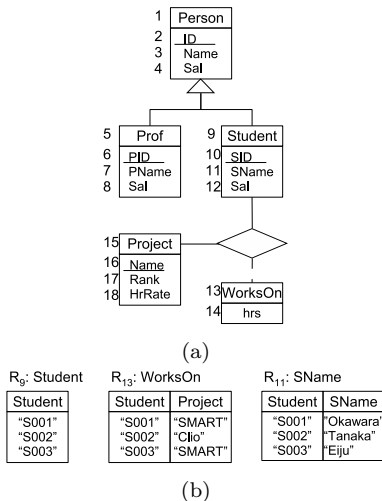 1 Person
2 ID
3 Name
4 Sal
5 Prof
6 PID
7 PName
8 Sal
9 Student
10 SID
11 SName
12 Sal
15 Project
16 Name
17 Rank
18 HrRate
13 WorksOn
14 hrs
(a)
R9: Student
Student
"S001"
"S002"
"S003"
R13: WorksOn
Student Project
"S001" "SMART"
"S002" "Clio"
"S003" "SMART"
R11: SName
Student SName
"S001" "Okawara"
"S002" "Tanaka"
"S003" "Eiju"
(b)